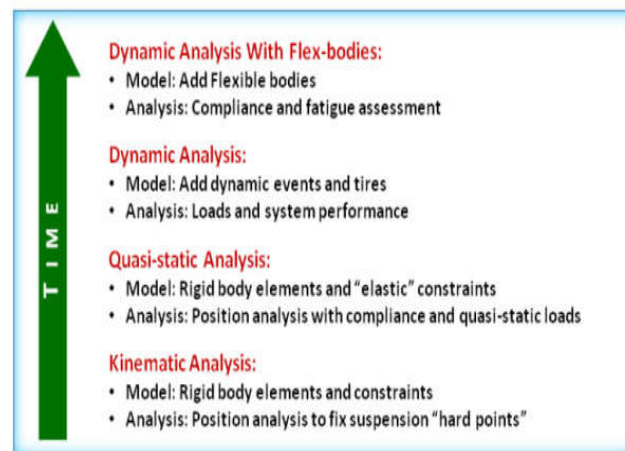 Dynamic Analysis With Flex-bodies:
• Model: Add Flexible bodies
• Analysis: Compliance and fatigue assessment
Dynamic Analysis:
• Model: Add dynamic events and tires
• Analysis: Loads and system performance
Quasi-static Analysis:
• Model: Rigid body elements and “elastic” constraints
• Analysis: Position analysis with compliance and quasi-static loads
Kinematic Analysis:
• Model: Rigid body elements and constraints
• Analysis: Position analysis to fix suspension “hard points”
TIME